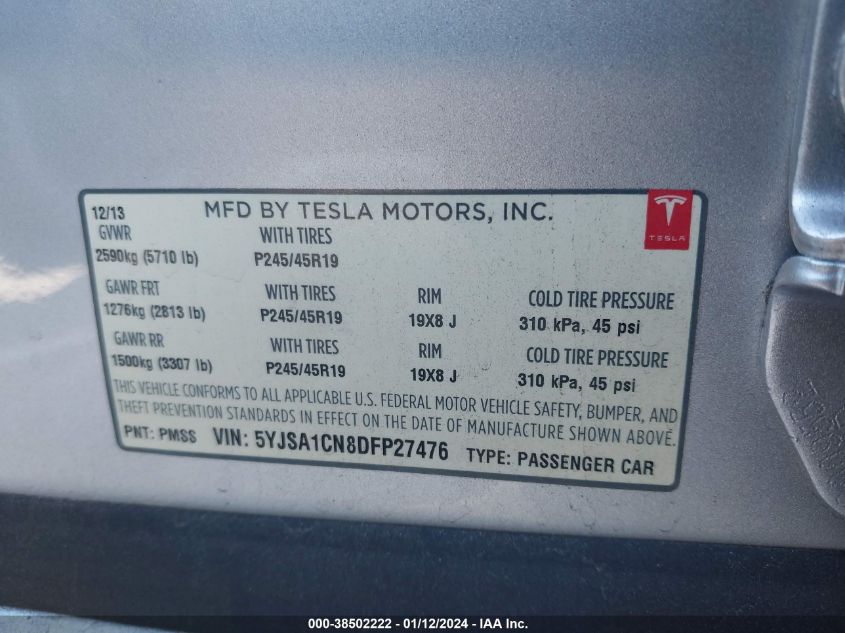 12/13 MFD BY TESLA MOTORS, INC.
TESLA
GVWR WITH TIRES
2590kg (5710 lb) P245/45R19
GAWR FRT WITH TIRES RIM COLD TIRE PRESSURE
1276kg (2813 lb) P245/45R19 19X8 J 310 kPa, 45 psi
GAWR RR WITH TIRES RIM COLD TIRE PRESSURE
1500kg (3307 lb) P245/45R19 19X8 J 310 kPa, 45 psi
THIS VEHICLE CONFORMS TO ALL APPLICABLE U.S. FEDERAL MOTOR VEHICLE SAFETY, BUMPER, AND
THEFT PREVENTION STANDARDS IN EFFECT ON THE DATE OF MANUFACTURE SHOWN ABOVE.
PNT: PMSS VIN: 5YJSA1CN8DFP27476 TYPE: PASSENGER CAR
000-38502222 - 01/12/2024 - IAA Inc.